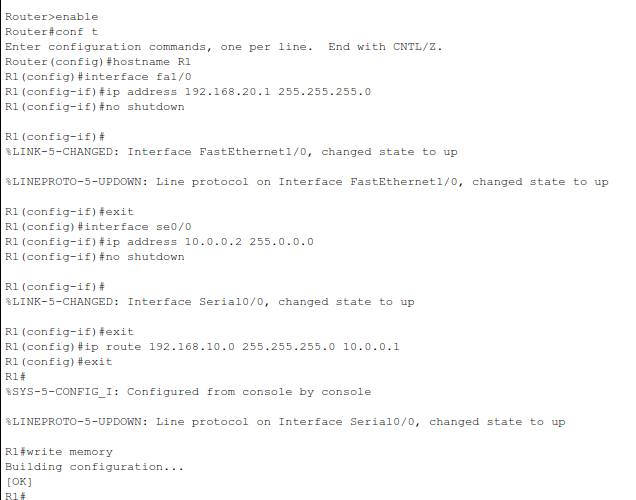 Router>enable
Router#conf t
Enter configuration commands, one per line.  End with CNTL/Z.
Router(config)#hostname R1
R1(config)#interface fa1/0
R1(config-if)#ip address 192.168.20.1 255.255.255.0
R1(config-if)#no shutdown
R1(config-if)#
%LINK-5-CHANGED: Interface FastEthernet1/0, changed state to up
%LINEPROTO-5-UPDOWN: Line protocol on Interface FastEthernet1/0, changed state to up
R1(config-if)#exit
R1(config)#interface se0/0
R1(config-if)#ip address 10.0.0.2 255.0.0.0
R1(config-if)#no shutdown
R1(config-if)#
%LINK-5-CHANGED: Interface Serial0/0, changed state to up
R1(config-if)#exit
R1(config)#ip route 192.168.10.0 255.255.255.0 10.0.0.1
R1(config)#exit
R1#
%SYS-5-CONFIG_I: Configured from console by console
%LINEPROTO-5-UPDOWN: Line protocol on Interface Serial0/0, changed state to up
R1#write memory
Building configuration...
[OK]
R1#